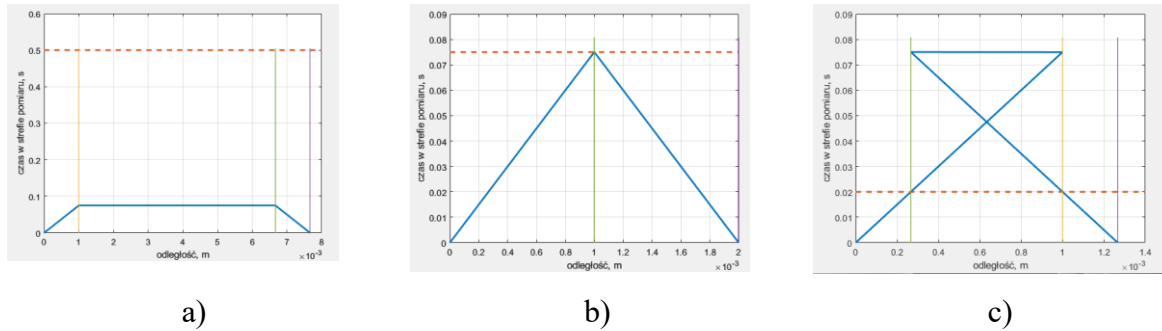 0.6
0.5
0.4
0.3
0.2
0.1
0
czas w strefie pomiaru, s
0 1 2 3 4 5 6 7 8
odległość, m
×10⁻³
a)
0.09
0.08
0.07
0.06
0.05
0.04
0.03
0.02
0.01
0
czas w strefie pomiaru, s
0 0.2 0.4 0.6 0.8 1 1.2 1.4 1.6 1.8 2
odległość, m
×10⁻³
b)
0.09
0.08
0.07
0.06
0.05
0.04
0.03
0.02
0.01
0
czas w strefie pomiaru, s
0 0.2 0.4 0.6 0.8 1 1.2 1.4
odległość, m
×10⁻³
c)